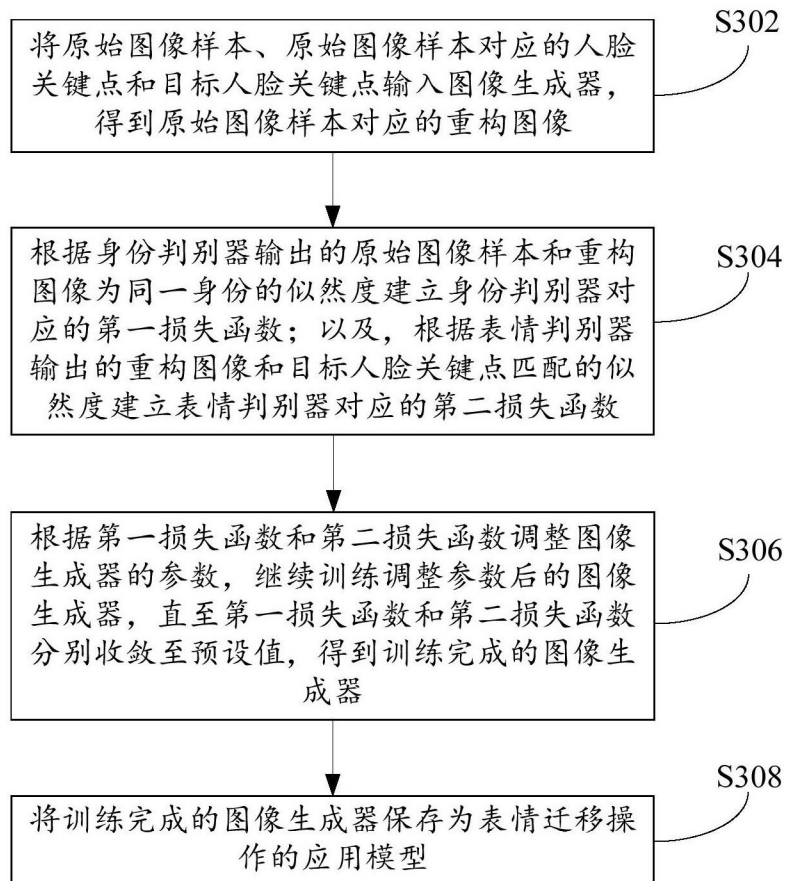 S302
将原始图像样本、原始图像样本对应的人脸
关键点和目标人脸关键点输入图像生成器，
得到原始图像样本对应的重构图像
S304
根据身份判别器输出的原始图像样本和重构
图像为同一身份的似然度建立身份判别器对
应的第一损失函数；以及，根据表情判别器
输出的重构图像和目标人脸关键点匹配的似
然度建立表情判别器对应的第二损失函数
S306
根据第一损失函数和第二损失函数调整图像
生成器的参数，继续训练调整参数后的图像
生成器，直至第一损失函数和第二损失函数
分别收敛至预设值，得到训练完成的图像生
成器
S308
将训练完成的图像生成器保存为表情迁移操
作的应用模型